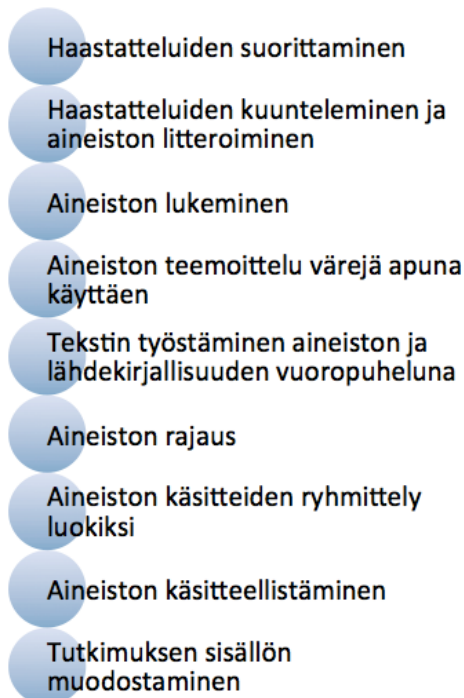 Haastatteluiden suorittaminen
Haastatteluiden kuunteleminen ja
aineiston litteroiminen
Aineiston lukeminen
Aineiston teemoittelu värejä apuna
käyttäen
Tekstin työstäminen aineiston ja
lähdekirjallisuuden vuoropuheluna
Aineiston rajaus
Aineiston käsitteiden ryhmittely
luokiksi
Aineiston käsitteellistäminen
Tutkimuksen sisällön
muodostaminen